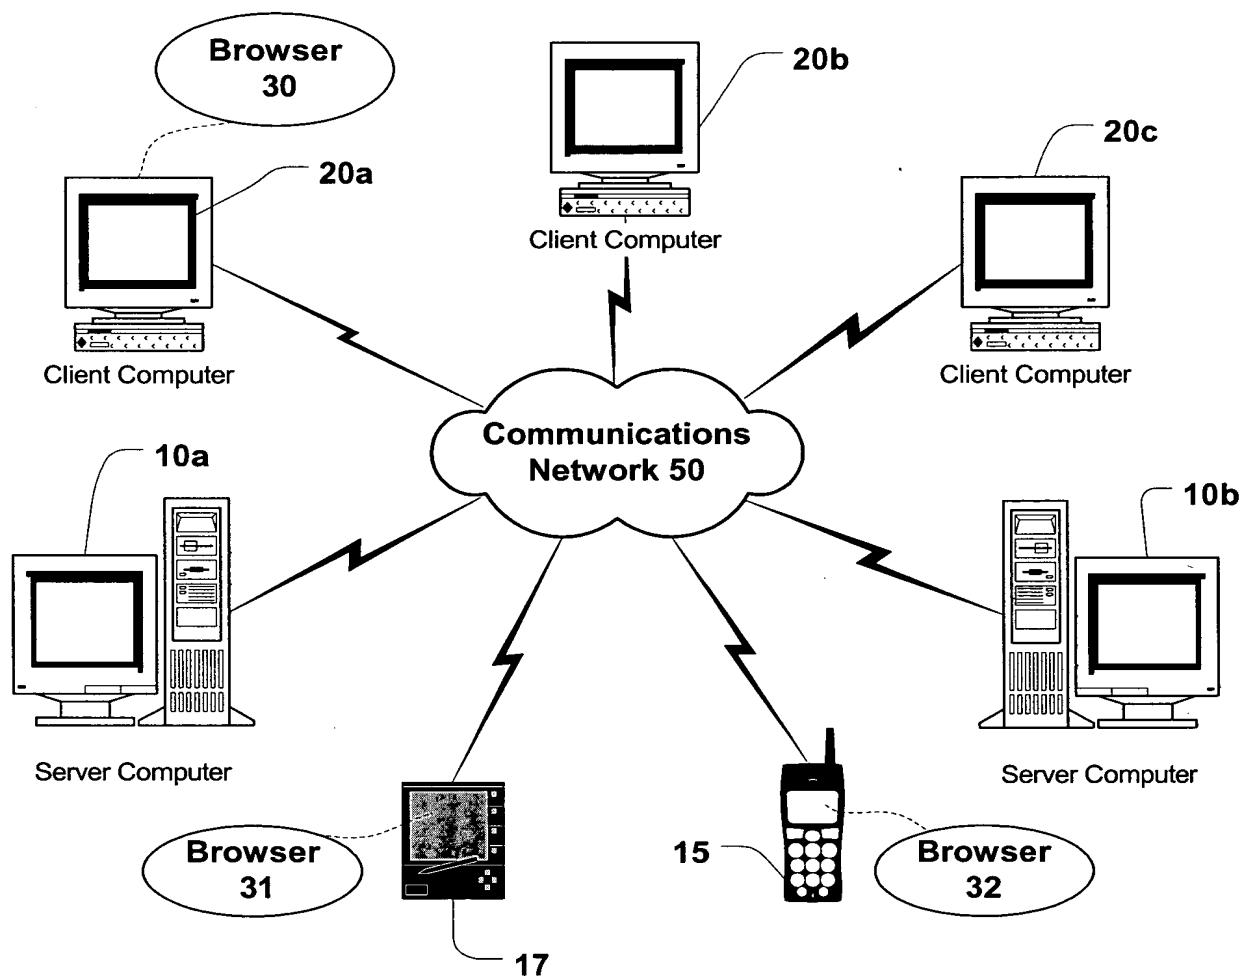 Browser
30
20a
20b
20c
Client Computer
Client Computer
Client Computer
Communications
Network 50
10a
10b
Server Computer
Server Computer
Browser
31
17
15
Browser
32